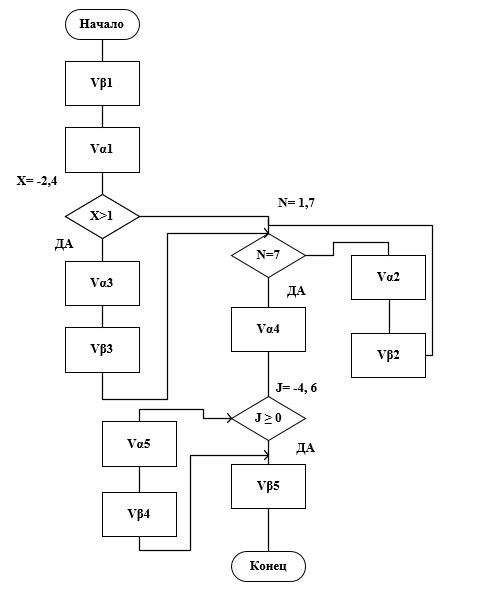 Начало
Vβ1
Vα1
X= -2,4
X>1
ДА
Vα3
Vβ3
N= 1,7
N=7
ДА
Vα2
Vβ2
Vα4
J= -4, 6
J ≥ 0
ДА
Vα5
Vβ4
Vβ5
Конец